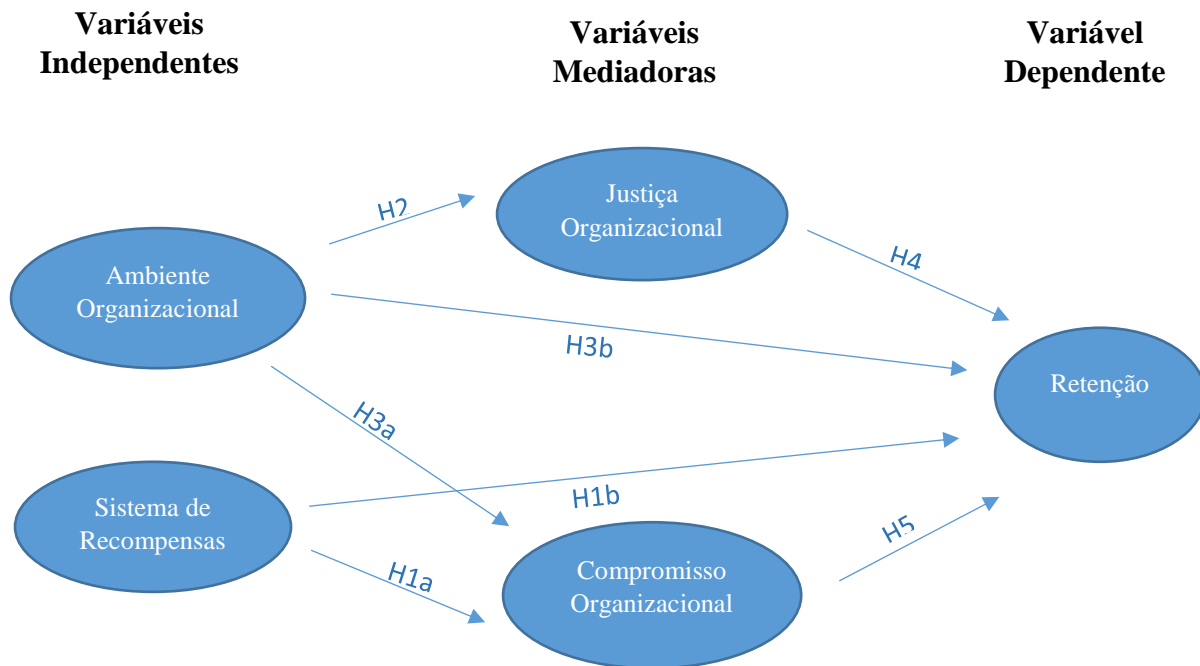 Variáveis
Independentes
Variáveis
Mediadoras
Variável
Dependente
Justiça
Organizacional
H2
H4
Ambiente
Organizacional
H3b
Retenção
H3a
Sistema de
Recompensas
H1b
H5
H1a
Compromisso
Organizacional